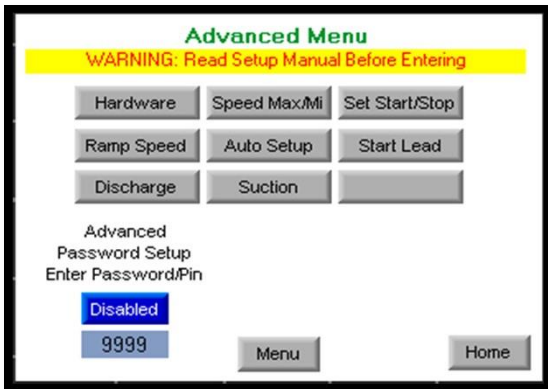 Advanced Menu
WARNING: Read Setup Manual Before Entering
Hardware Speed Max/Mi Set Start/Stop
Ramp Speed Auto Setup Start Lead
Discharge Suction
Advanced
Password Setup
Enter Password/Pin
Disabled
9999
Menu Home